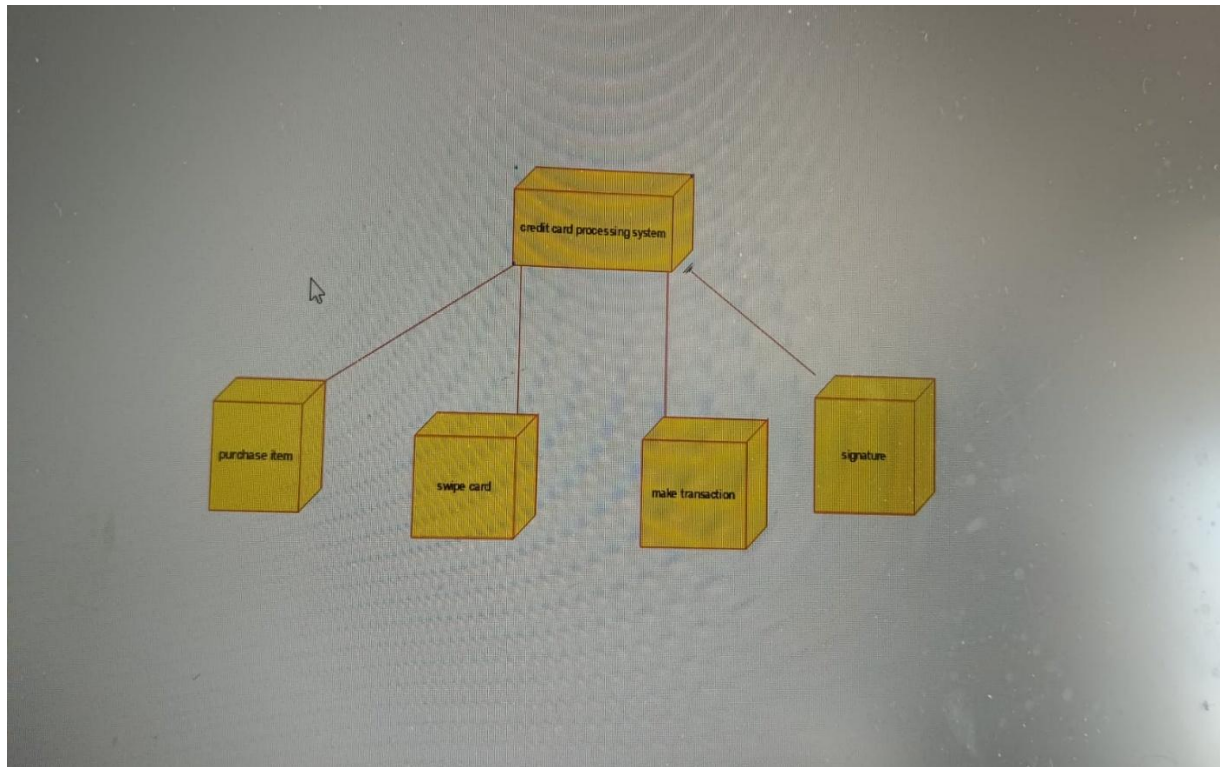 credit card processing system
purchase item
swipe card
make transaction
signature